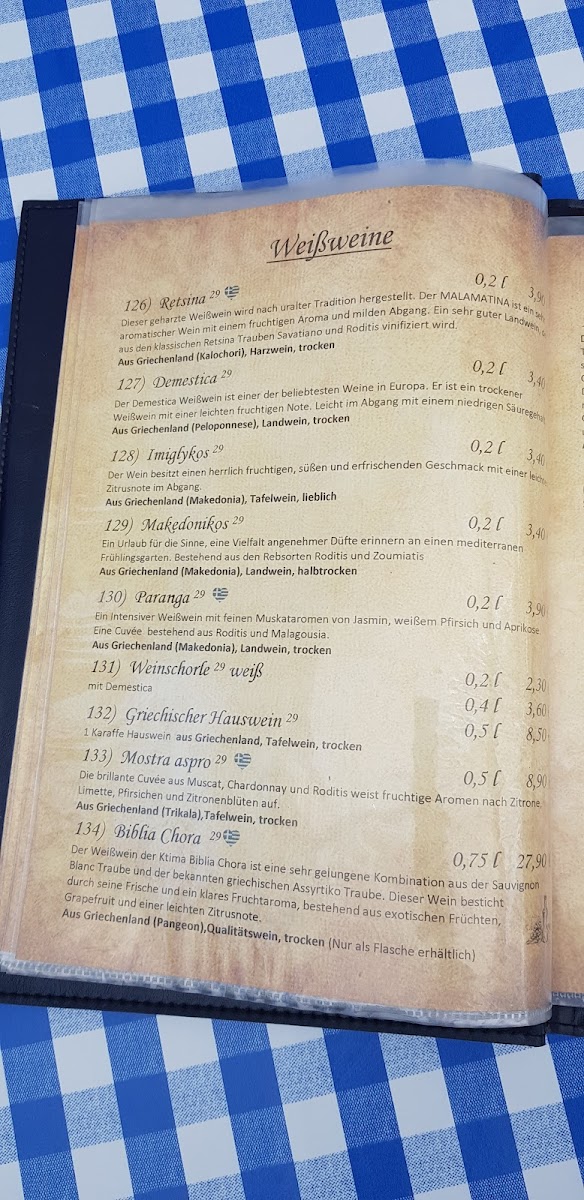 Weißweine
126) Retsina 29 0,2 l 3,90
Dieser geharzte Weißwein wird nach uralter Tradition hergestellt. Der MALAMATINA ist ein sehr
aromatischer Wein mit einem fruchtigen Aroma und milden Abgang. Ein sehr guter Landwein,
aus den klassischen Retsina Trauben Savatiano und Roditis vinifiziert wird.
Aus Griechenland (Kalochori), Harzwein, trocken
127) Demestica 29 0,2 l 3,40
Der Demestica Weißwein ist einer der beliebtesten Weine in Europa. Er ist ein trockener
Weißwein mit einer leichten fruchtigen Note. Leicht im Abgang mit einem niedrigen Säuregehalt
Aus Griechenland (Peloponnese), Landwein, trocken
128) Imiglykos 29 0,2 l 3,40
Der Wein besitzt einen herrlich fruchtigen, süßen und erfrischenden Geschmack mit einer leichten
Zitrusnote im Abgang.
Aus Griechenland (Makedonia), Tafelwein, lieblich
129) Makedonikos 29 0,2 l 3,40
Ein Urlaub für die Sinne, eine Vielfalt angenehmer Düfte erinnern an einen mediterranen
Frühlingsgarten. Bestehend aus den Rebsorten Roditis und Zoumiatis
Aus Griechenland (Makedonia), Landwein, halbtrocken
130) Paranga 29 0,2 l 3,90
Ein Intensiver Weißwein mit feinen Muskataromen von Jasmin, weißem Pfirsich und Aprikose
Eine Cuvée bestehend aus Roditis und Malagousia.
Aus Griechenland (Makedonia), Landwein, trocken
131) Weinschorle 29 weiß 0,2 l 2,30
mit Demestica 0,4 l 3,60
132) Griechischer Hauswein 29 0,5 l 8,50
1 Karaffe Hauswein aus Griechenland, Tafelwein, trocken
133) Mostra aspro 29 0,5 l 8,90
Die brillante Cuvée aus Muscat, Chardonnay und Roditis weist fruchtige Aromen nach Zitrone,
Limette, Pfirsichen und Zitronenblüten auf.
Aus Griechenland (Trikala),Tafelwein, trocken
134) Biblia Chora 29 0,75 l 27,90
Der Weißwein der Ktima Biblia Chora ist eine sehr gelungene Kombination aus der Sauvignon
Blanc Traube und der bekannten griechischen Assyrtiko Traube. Dieser Wein besticht
durch seine Frische und ein klares Fruchtaroma, bestehend aus exotischen Früchten,
Grapefruit und einer leichten Zitrusnote.
Aus Griechenland (Pangeon),Qualitätswein, trocken (Nur als Flasche erhältlich)